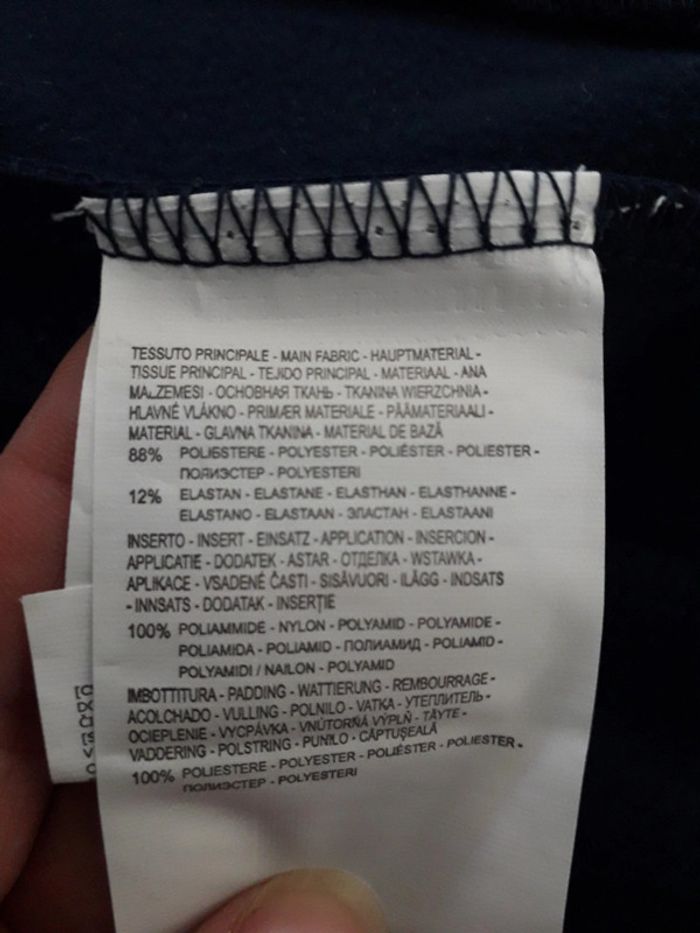 TESSUTO PRINCIPALE - MAIN FABRIC - HAUPTMATERIAL -
TISSUE PRINCIPAL - TEJIDO PRINCIPAL - MATERIAAL - ANA
MALZEMESI - ОСНОВНАЯ ТКАНЬ - TKANINA WIERZCHNIA -
HLAVNÉ VLÁKNO - PRIMÆR MATERIALE - PÄÄMATERIAALI -
MATERIAL - GLAVNA TKANINA - MATERIAL DE BAZĂ
88% POLIESTERE - POLYESTER - POLIÉSTER - POLIESTER -
ПОЛИЭСТЕР - POLYESTERI
12% ELASTAN - ELASTANE - ELASTHAN - ELASTHANNE -
ELASTANO - ELASTAAN - ЭЛАСТАН - ELASTAANI
INSERTO - INSERT - EINSATZ - APPLICATION - INSERCION -
APPLICATIE - DODATEK - ASTAR - ОТДЕЛКА - WSTAWKA -
APLIKACE - VSADENÉ ČASTI - SISÄVUORI - ILÄGG - INDSATS
- INNSATS - DODATAK - INSERŢIE
100% POLIAMMIDE - NYLON - POLYAMID - POLYAMIDE -
POLIAMIDA - POLIAMID - ПОЛИАМИД - POLIAMID -
POLYAMIDI / NAILON - POLYAMID
IMBOTTITURA - PADDING - WATTIERUNG - REMBOURRAGE -
ACOLCHADO - VULLING - POLNILO - VATKA - УТЕПЛИТЕЛЬ -
OCIEPLENIE - VYCPÁVKA - VNÚTORNÁ VÝPLŇ - TÄYTE -
VADDERING - POLSTRING - PUNILO - CĂPTUŞEALĂ
100% POLIESTERE - POLYESTER - POLIÉSTER - POLIESTER -
ПОЛИЭСТЕР - POLYESTERI